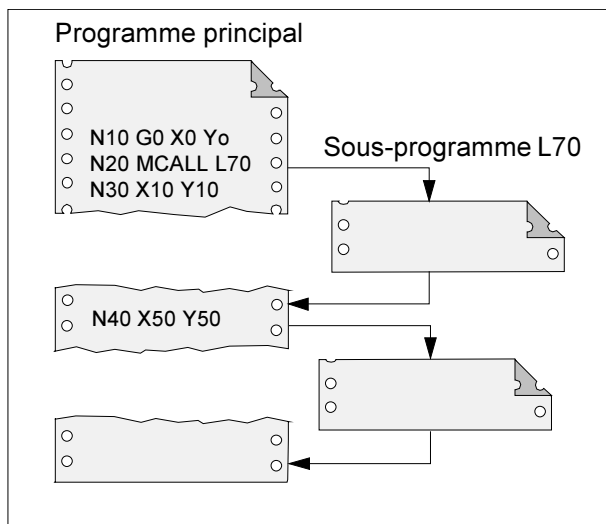 Programme principal
N10 G0 X0 Yo
N20 MCALL L70
N30 X10 Y10
Sous-programme L70
N40 X50 Y50